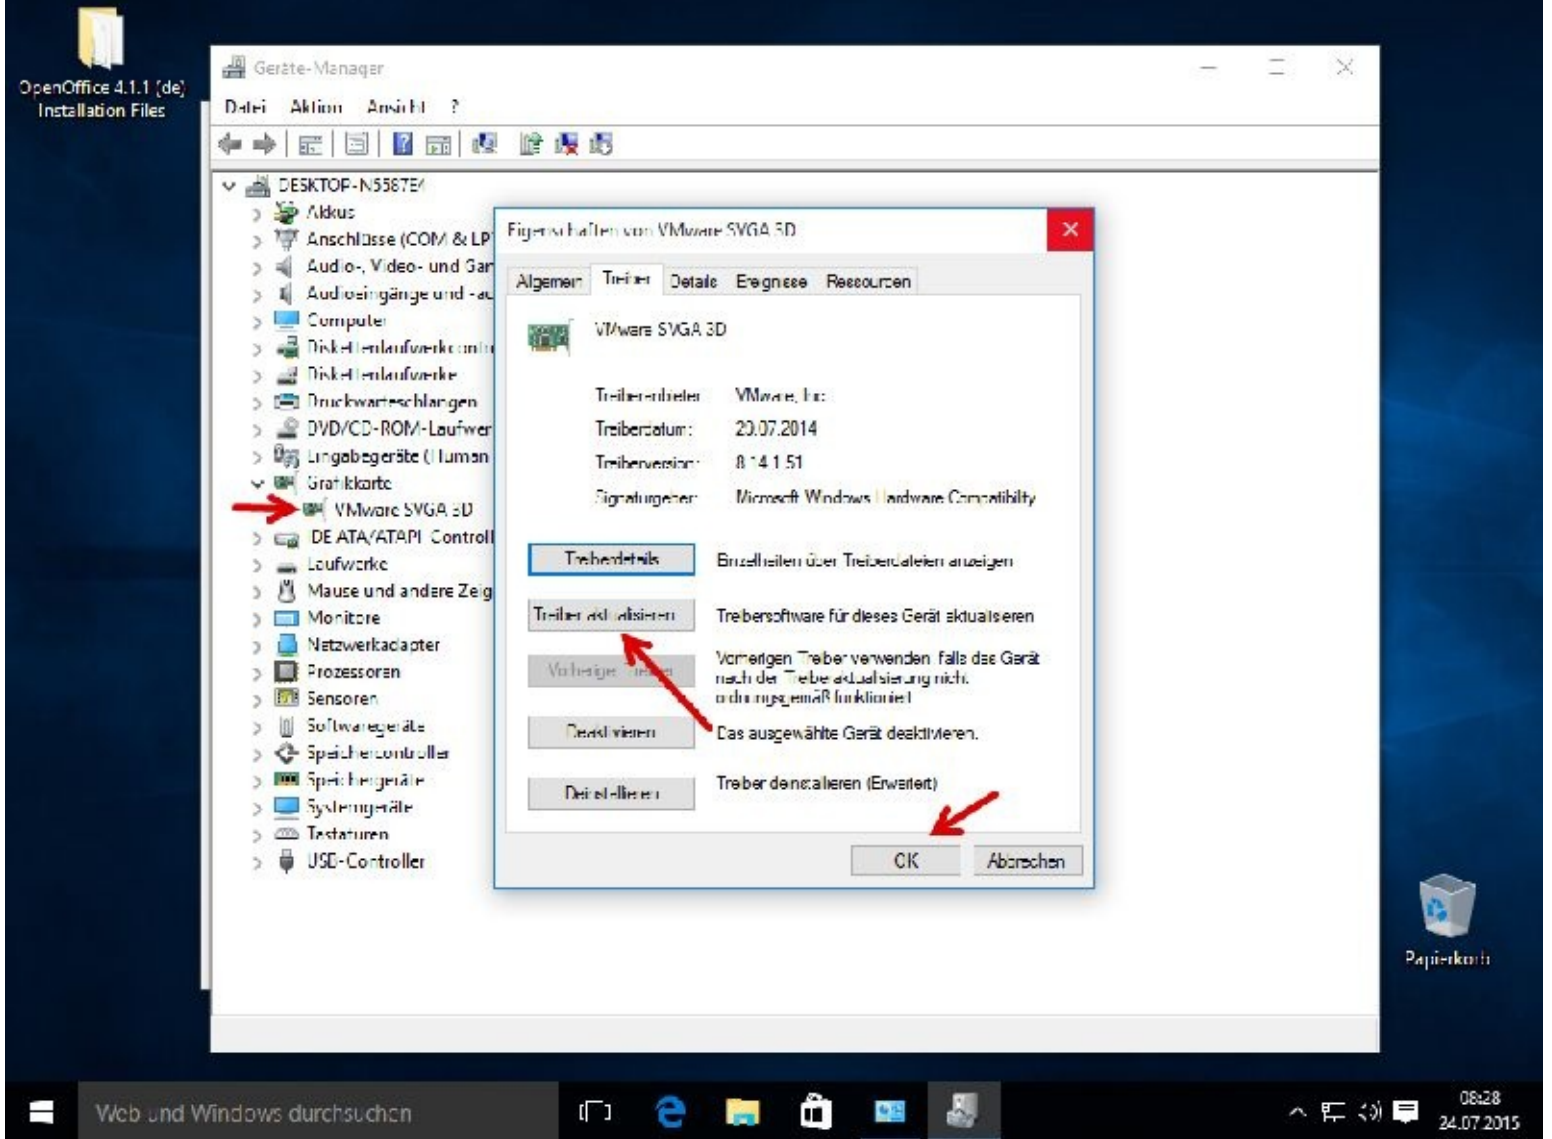 OpenOffice 4.1.1 (de)
Installation Files
Geräte-Manager
Datei Aktion Ansicht ?
DESKTOP-N5587E4
Akkus
Anschlüsse (COM & LP
Audio-, Video- und Gar
Audioeingänge und -au
Computer
Diskettenlaufwerkcontro
Diskettenlaufwerke
Druckwarteschlangen
DVD/CD-ROM-Laufwer
Eingabegeräte (Human
Grafikkarte
VMware SVGA 3D
IDE ATA/ATAPI-Controll
Laufwerke
Mäuse und andere Zeig
Monitore
Netzwerkadapter
Prozessoren
Sensoren
Softwaregeräte
Speichercontroller
Speichergeräte
Systemgeräte
Tastaturen
USB-Controller
Eigenschaften von VMware SVGA 3D
Allgemein Treiber Details Ereignisse Ressourcen
VMware SVGA 3D
Treiberanbieter: VMware, Inc.
Treiberdatum: 20.07.2014
Treiberversion: 8.14.1.51
Signaturgeber: Microsoft Windows Hardware Compatibility
Treiberdetails Einzelheiten über Treiberdateien anzeigen
Treiber aktualisieren... Treibersoftware für dieses Gerät aktualisieren
Vorheriger Treiber Vorherigen Treiber verwenden, falls das Gerät
nach der Treiberaktualisierung nicht
ordnungsgemäß funktioniert
Deaktivieren Das ausgewählte Gerät deaktivieren.
Deinstallieren Treiber deinstallieren (Erweitert)
OK Abbrechen
Papierkorb
Web und Windows durchsuchen
08:28
24.07.2015